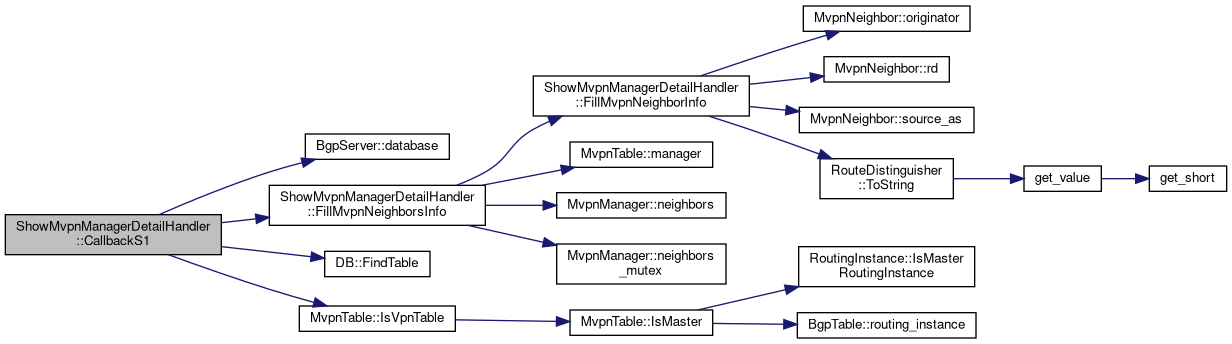 MvpnNeighbor::originator
MvpnNeighbor::rd
ShowMvpnManagerDetailHandler
::FillMvpnNeighborInfo
MvpnNeighbor::source_as
BgpServer::database
MvpnTable::manager
RouteDistinguisher
::ToString
get_value
get_short
ShowMvpnManagerDetailHandler
::FillMvpnNeighborsInfo
MvpnManager::neighbors
ShowMvpnManagerDetailHandler
::CallbackS1
DB::FindTable
MvpnManager::neighbors
_mutex
RoutingInstance::IsMaster
RoutingInstance
MvpnTable::IsVpnTable
MvpnTable::IsMaster
BgpTable::routing_instance